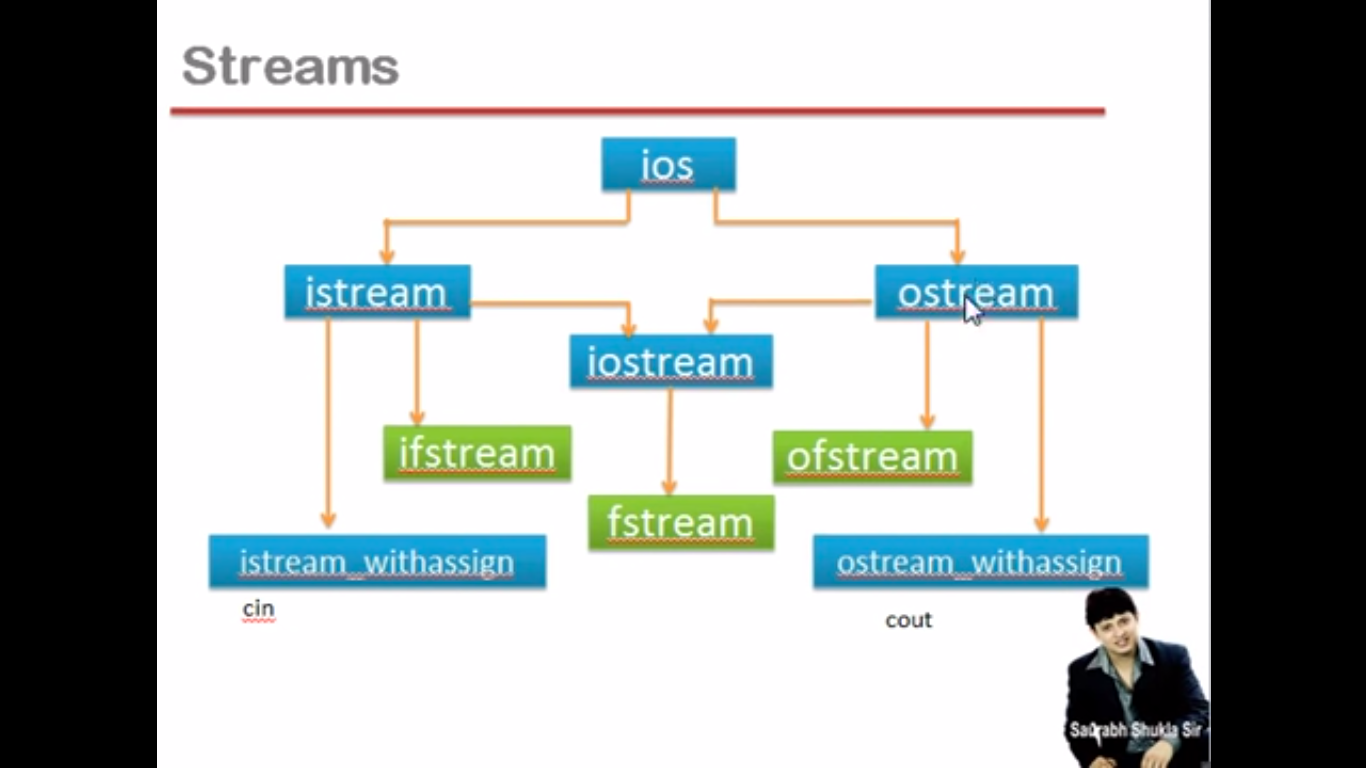 Streams
ios
istream
ostream
iostream
ifstream
ofstream
fstream
istream_withassign
ostream_withassign
cin
cout
Saurabh Shukla Sir